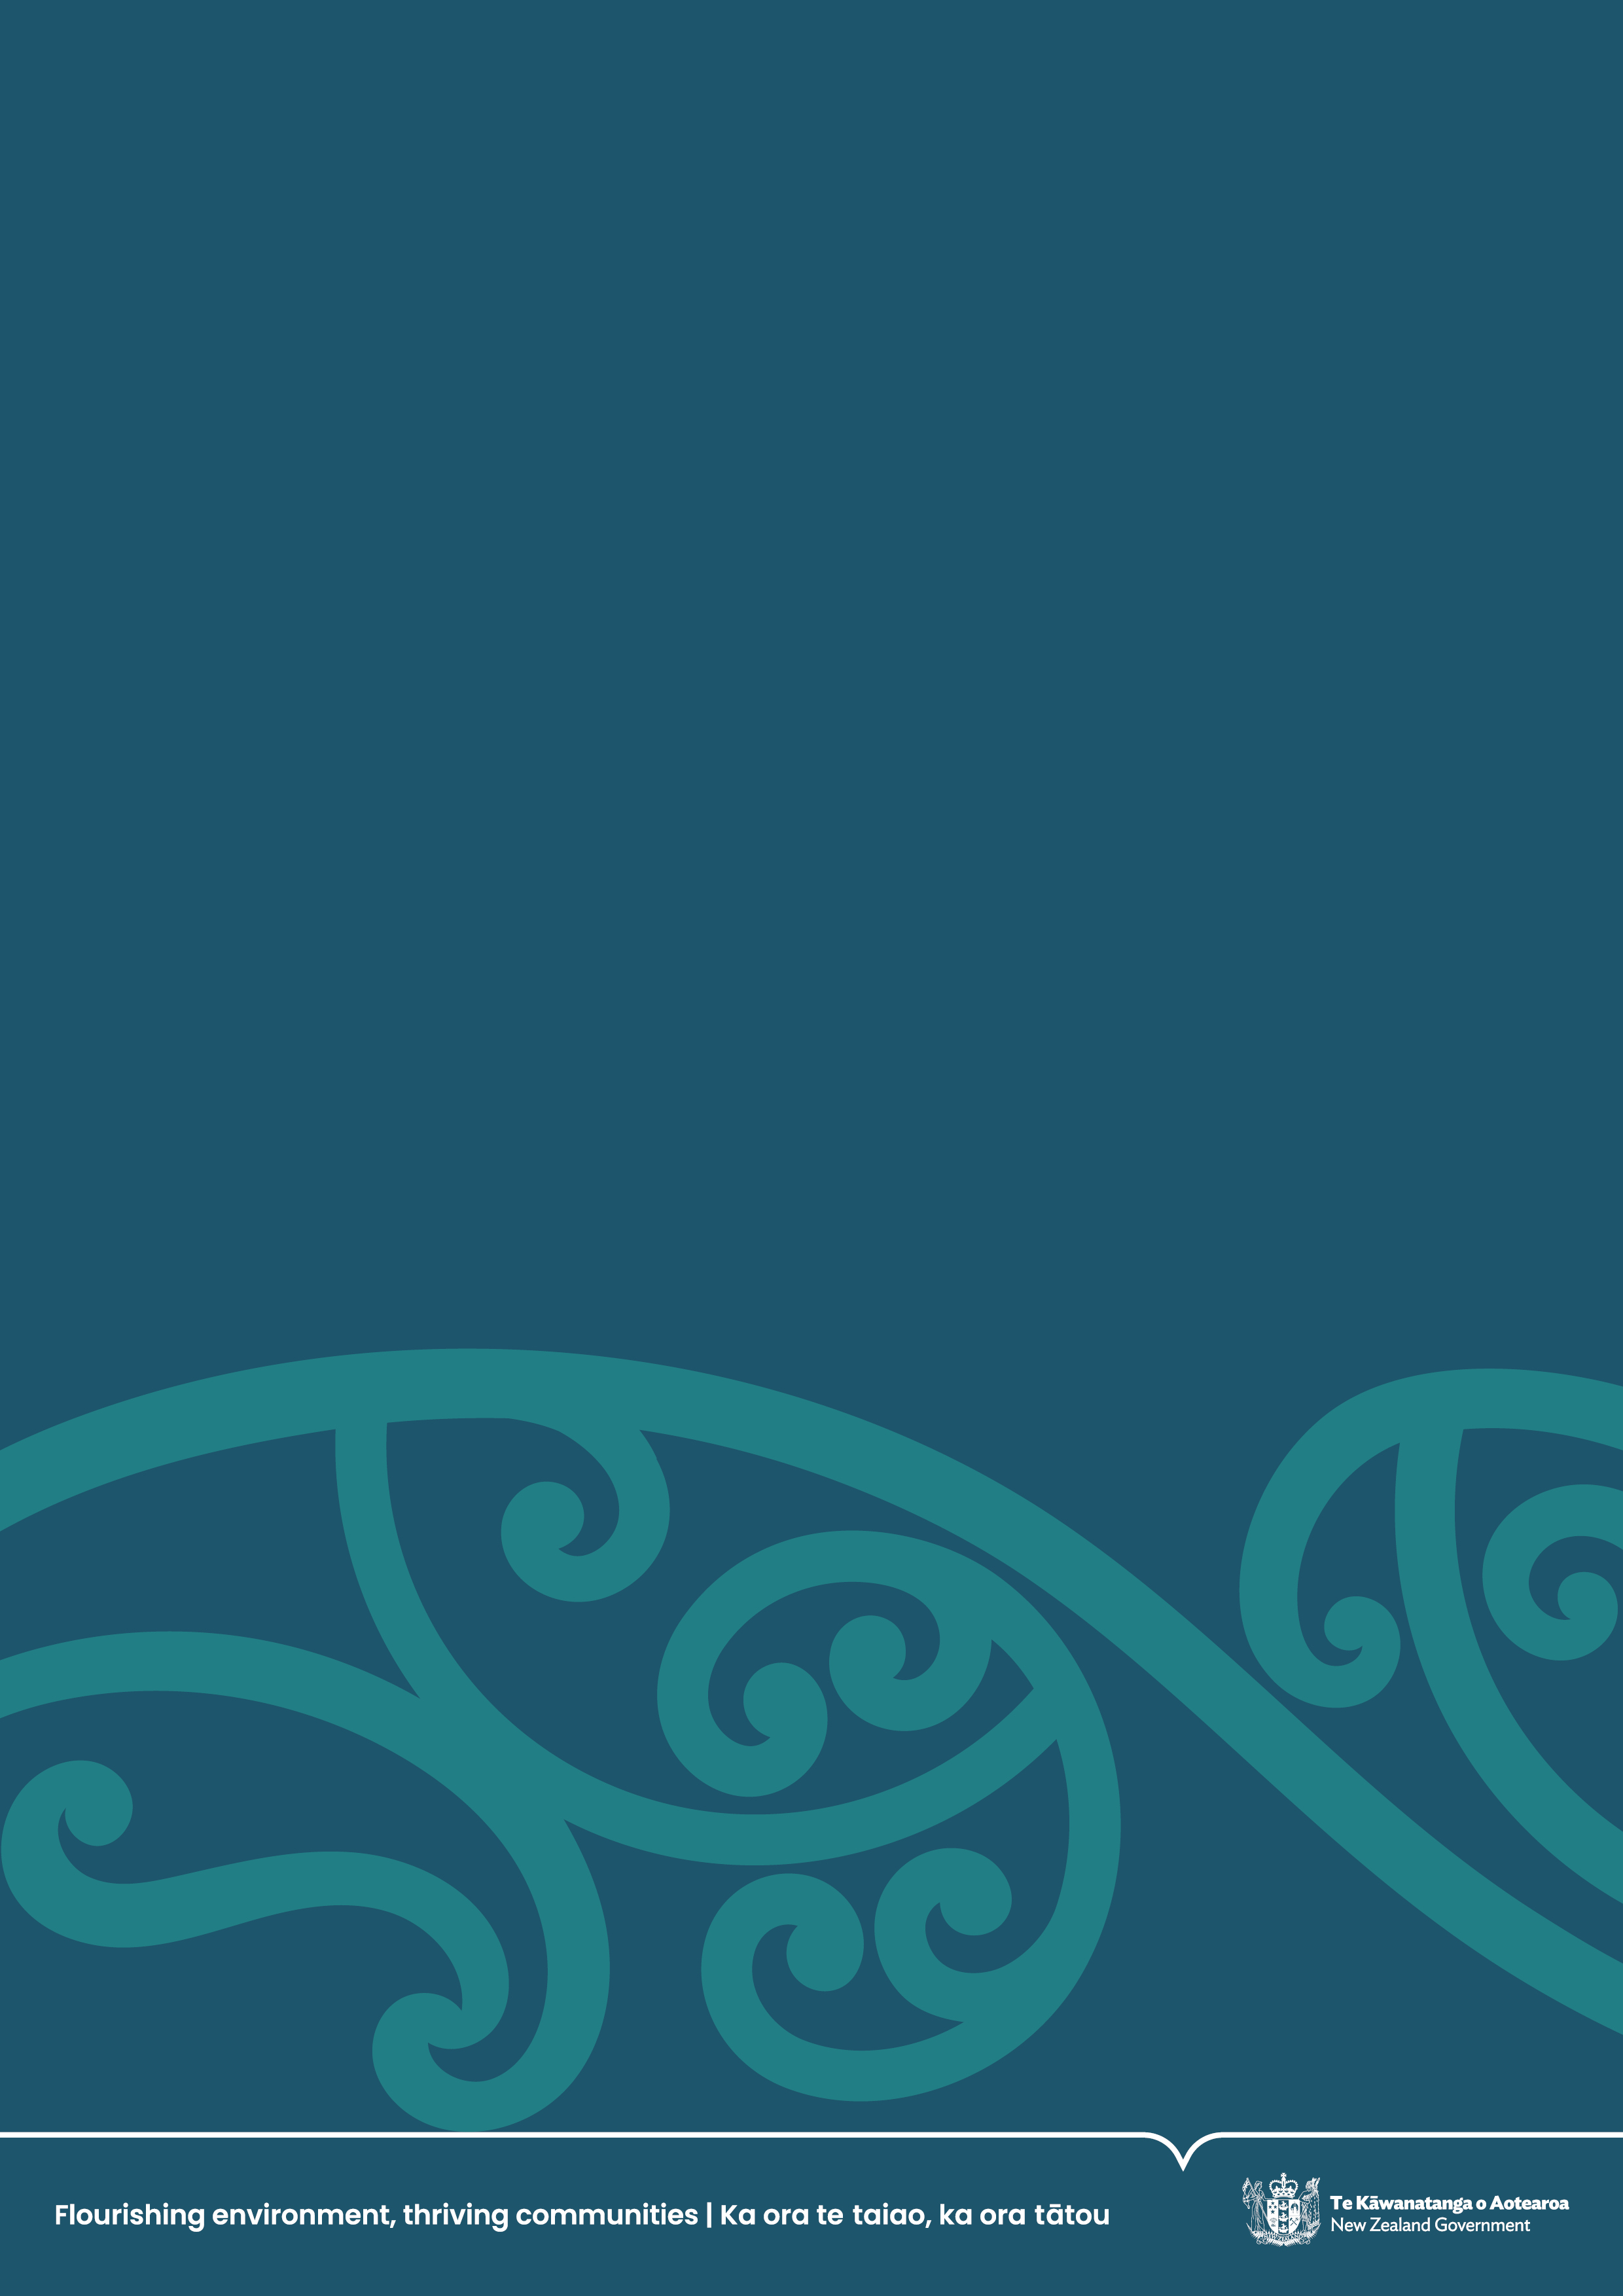 Flourishing environment, thriving communities | Ka ora te taiao, ka ora tātou
Te Kāwanatanga o Aotearoa
New Zealand Government